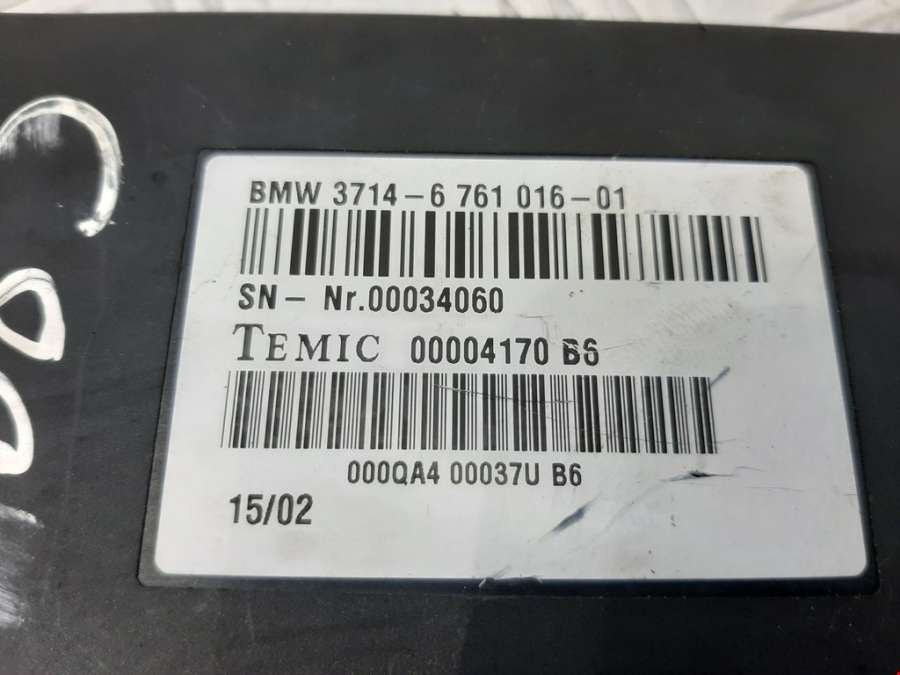 BMW 3714-6 761 016-01
SN- Nr.00034060
TEMIC 00004170 B6
000QA4 00037U B6
15/02